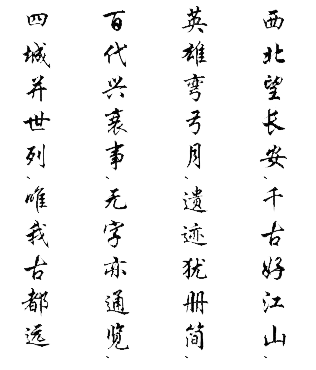 西北望长安、千古好江山、
英雄弯弓月、遗迹犹册简、
百代兴衰事、无字亦通览、
四城并世列、唯我古都远、